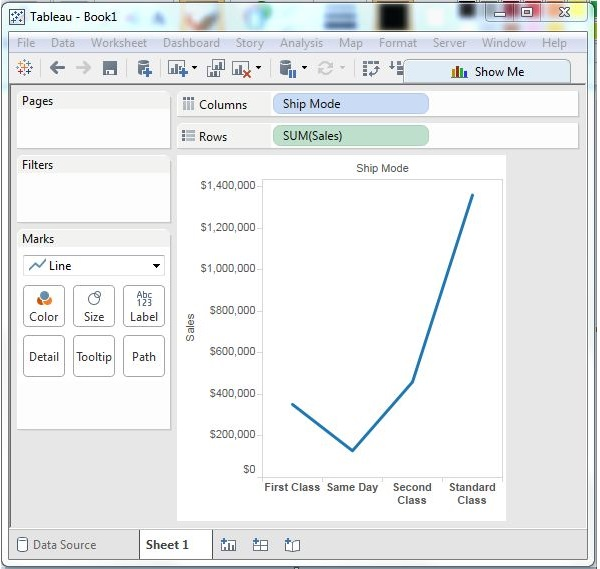 Tableau - Book1
File Data Worksheet Dashboard Story Analysis Map Format Server Window Help
Show Me
Pages
Columns Ship Mode
Rows SUM(Sales)
Filters
Marks
Line
Abc
123
Color Size Label
Detail Tooltip Path
Ship Mode
$1,400,000
$1,200,000
$1,000,000
$800,000
$600,000
$400,000
$200,000
$0
Sales
First Class Same Day Second Class Standard Class
Data Source Sheet 1